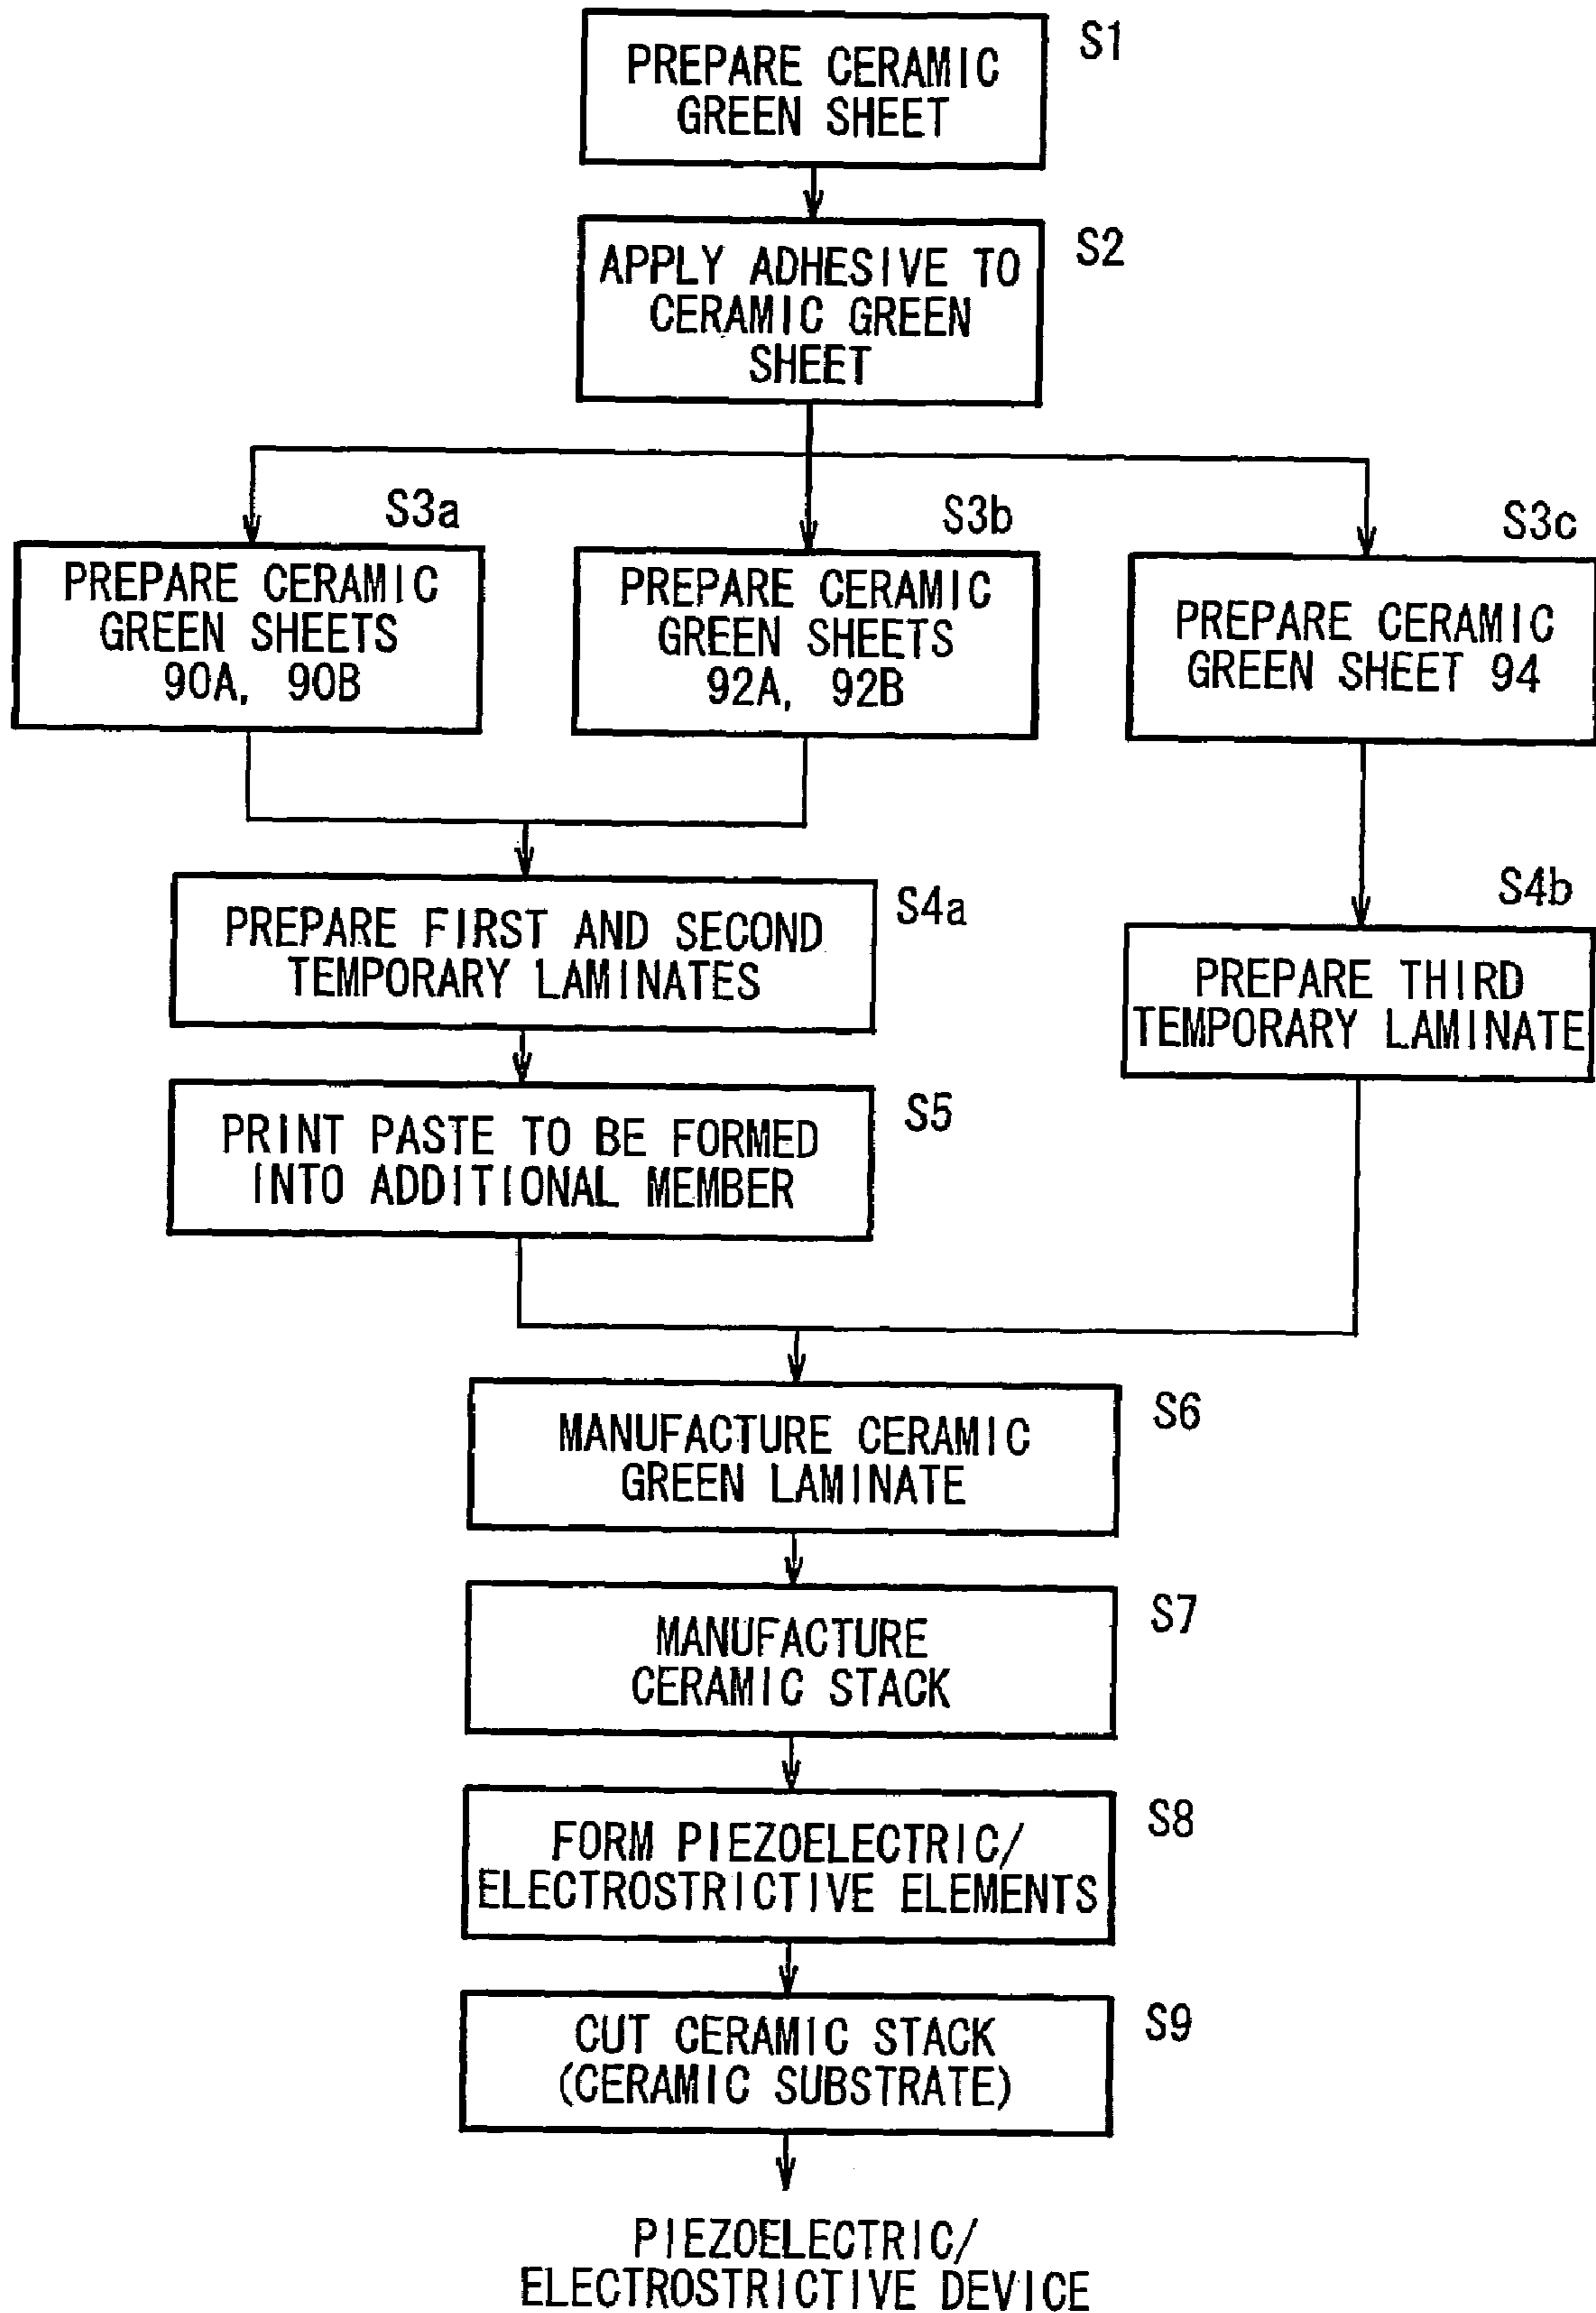 S1
PREPARE CERAMIC
GREEN SHEET
S2
APPLY ADHESIVE TO
CERAMIC GREEN
SHEET
S3a
PREPARE CERAMIC
GREEN SHEETS
90A, 90B
S3b
PREPARE CERAMIC
GREEN SHEETS
92A, 92B
S3c
PREPARE CERAMIC
GREEN SHEET 94
S4a
PREPARE FIRST AND SECOND
TEMPORARY LAMINATES
S4b
PREPARE THIRD
TEMPORARY LAMINATE
S5
PRINT PASTE TO BE FORMED
INTO ADDITIONAL MEMBER
S6
MANUFACTURE CERAMIC
GREEN LAMINATE
S7
MANUFACTURE
CERAMIC STACK
S8
FORM PIEZOELECTRIC/
ELECTROSTRICTIVE ELEMENTS
S9
CUT CERAMIC STACK
(CERAMIC SUBSTRATE)
PIEZOELECTRIC/
ELECTROSTRICTIVE DEVICE